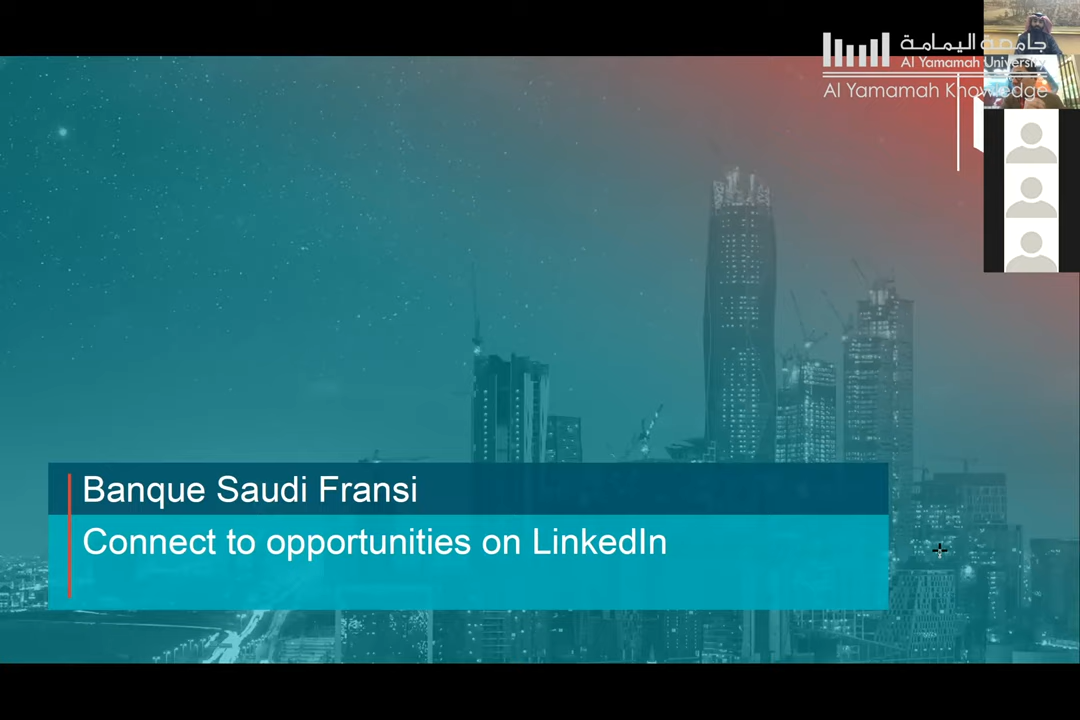 جامعة اليمامة
Al Yamamah University
Al Yamamah Knowledge
Banque Saudi Fransi
Connect to opportunities on LinkedIn